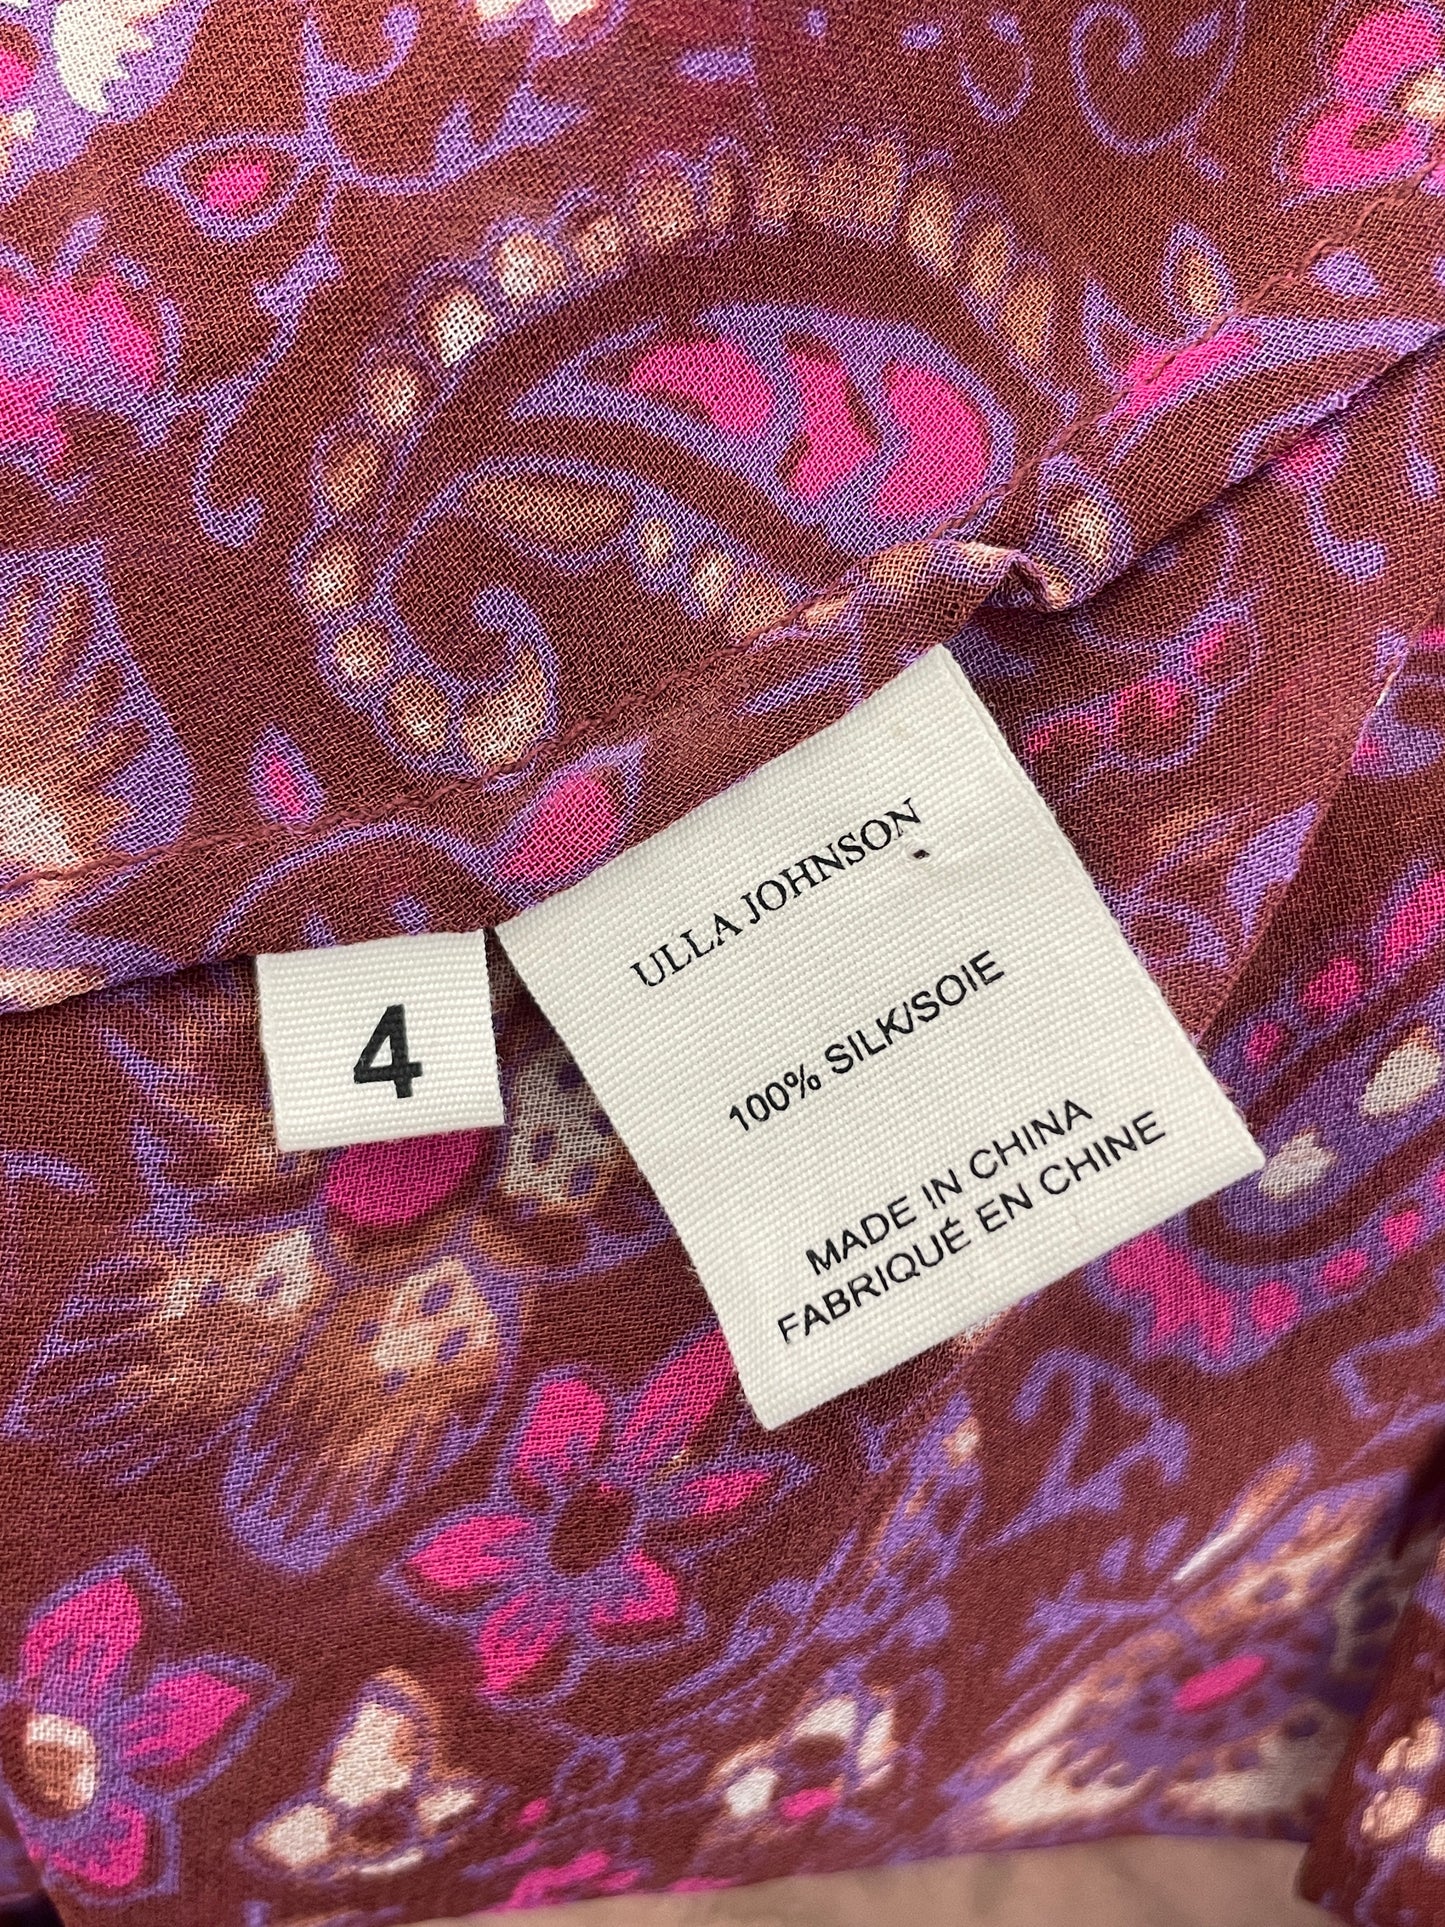 ULLA JOHNSON
100% SILK/SOIE
MADE IN CHINA
FABRIQUÉ EN CHINE
4